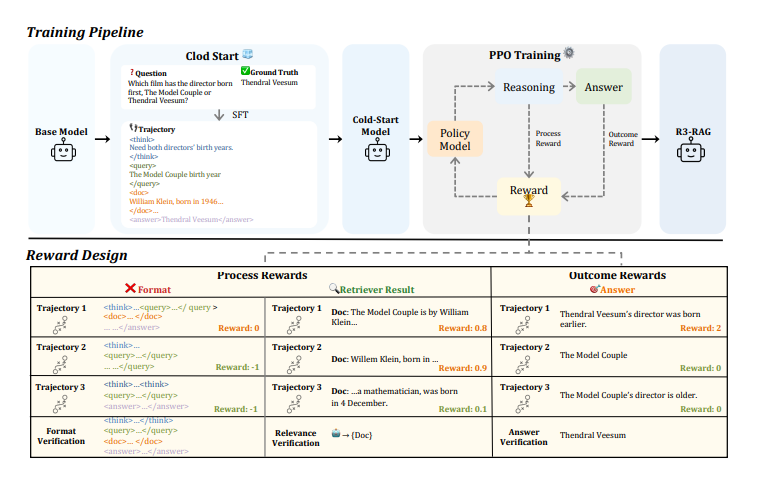 Training Pipeline
Clod Start
PPO Training
?Question
Which film has the director born
first, The Model Couple or
Thendral Veesum?
Ground Truth
Thendral Veesum
SFT
Trajectory
<think>
Need both directors' birth years.
</think>
<query>
The Model Couple birth year
</query>
<doc>
William Klein, born in 1946...
</doc>...
<answer>Thendral Veesum</answer>
Base Model
Cold-Start
Model
Reasoning
Answer
Policy
Model
Process
Reward
Outcome
Reward
Reward
R3-RAG
Reward Design
Process Rewards
Outcome Rewards
Format
Retriever Result
Answer
Trajectory 1
<think>...<query>...</ query >
<doc>... </doc>
... ...</answer>
Reward: 0
Trajectory 1
Doc: The Model Couple is by William
Klein...
Reward: 0.8
Trajectory 1
Thendral Veesum's director was born
earlier.
Reward: 2
Trajectory 2
<think>...
<query>...</query>
... ...</query>
Reward: -1
Trajectory 2
Doc: Willem Klein, born in ...
Reward: 0.9
Trajectory 2
The Model Couple
Reward: 0
Trajectory 3
<think>...<think>
<query>...</query>
<answer>...</answer>
Reward: -1
Trajectory 3
Doc: ...a mathematician, was born
in 4 December.
Reward: 0.1
Trajectory 3
The Model Couple's director is older.
Reward: 0
Format
Verification
<think>...</think>
<query>...</query>
<doc>... </doc>
<answer>...</answer>
Relevance
Verification
→ {Doc}
Answer
Verification
Thendral Veesum